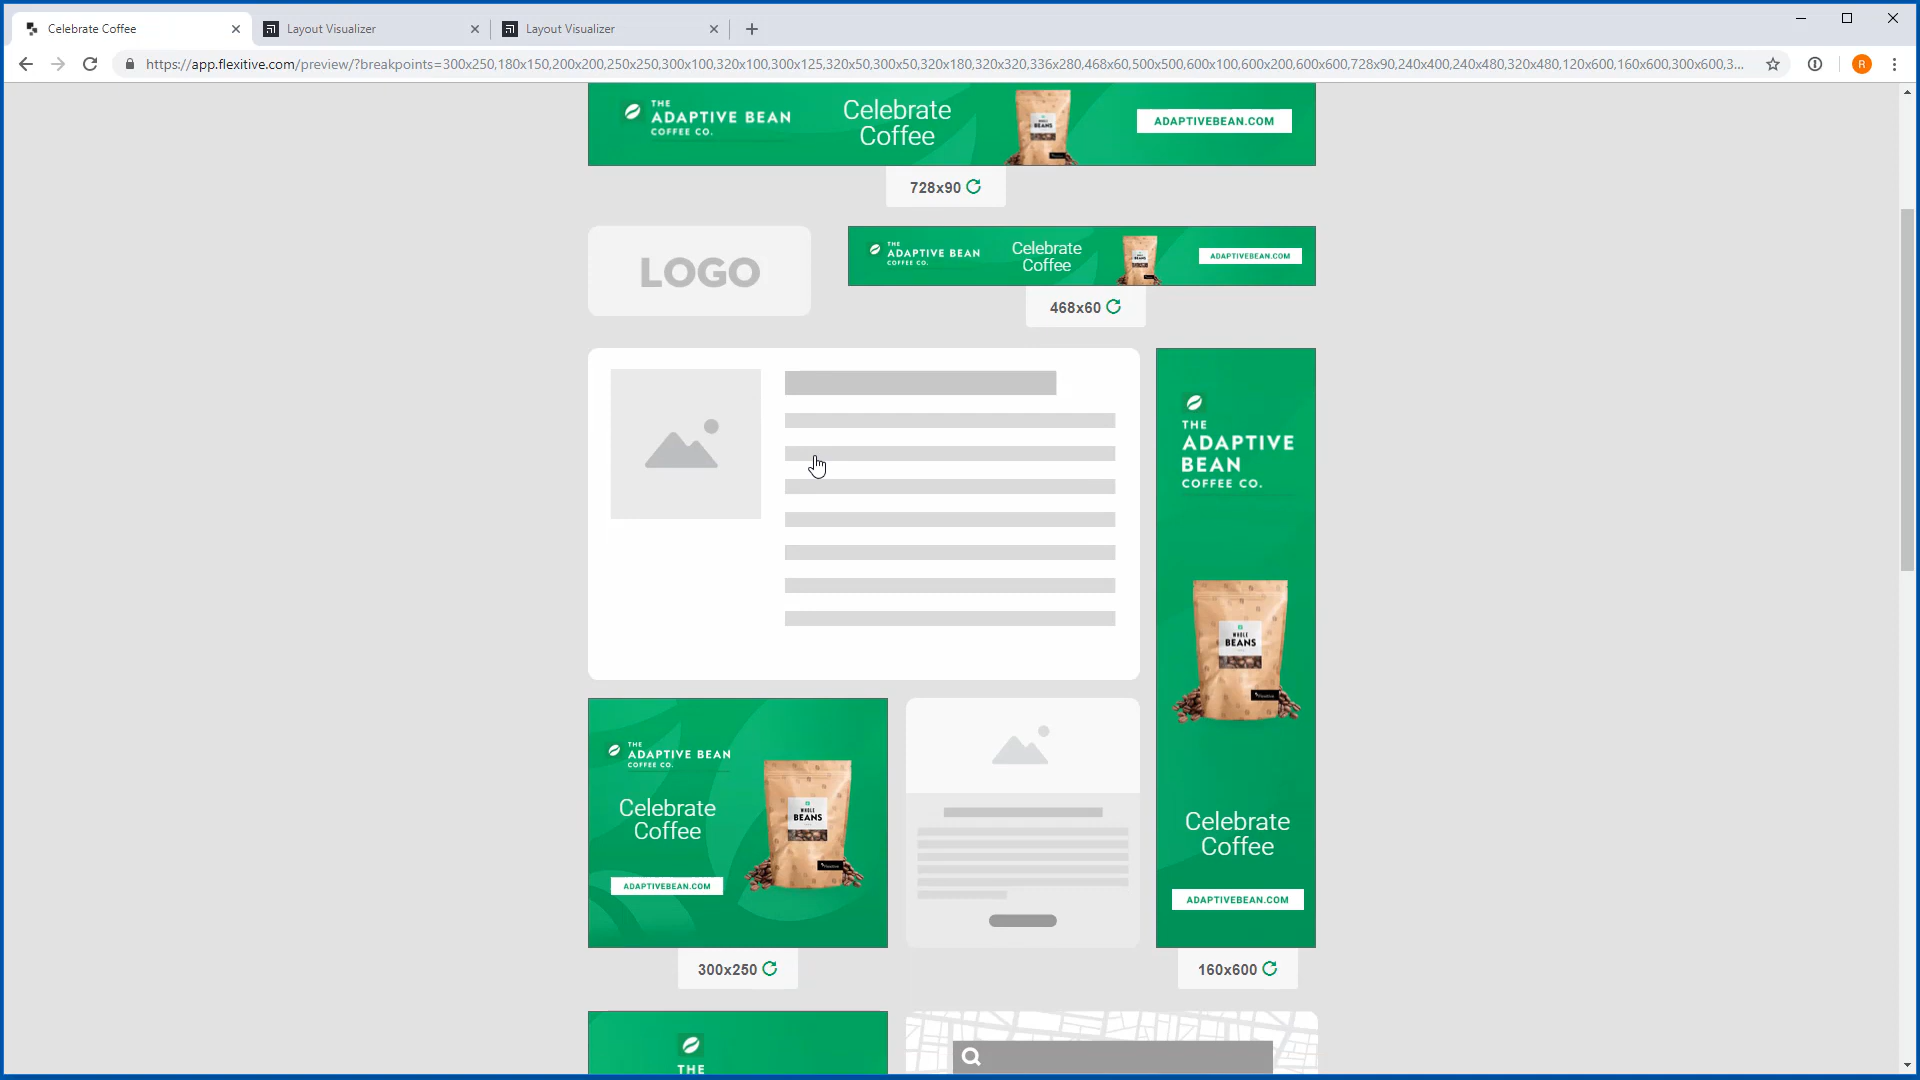 Celebrate Coffee
Layout Visualizer
Layout Visualizer
https://app.flexitive.com/preview/?breakpoints=300x250,180x150,200x200,250x250,300x100,320x100,300x125,320x50,300x50,320x180,320x320,336x280,468x60,500x500,600x100,600x200,600x600,728x90,240x400,240x480,320x480,120x600,160x600,300x600,3...
R
THE
ADAPTIVE BEAN
COFFEE CO.
Celebrate
Coffee
BEANS
ADAPTIVEBEAN.COM
728x90
LOGO
THE
ADAPTIVE BEAN
COFFEE CO.
Celebrate
Coffee
BEANS
ADAPTIVEBEAN.COM
468x60
THE
ADAPTIVE
BEAN
COFFEE CO.
WHOLE
BEANS
Celebrate
Coffee
ADAPTIVEBEAN.COM
160x600
THE
ADAPTIVE BEAN
COFFEE CO.
Celebrate
Coffee
WHOLE
BEANS
ADAPTIVEBEAN.COM
300x250
THE